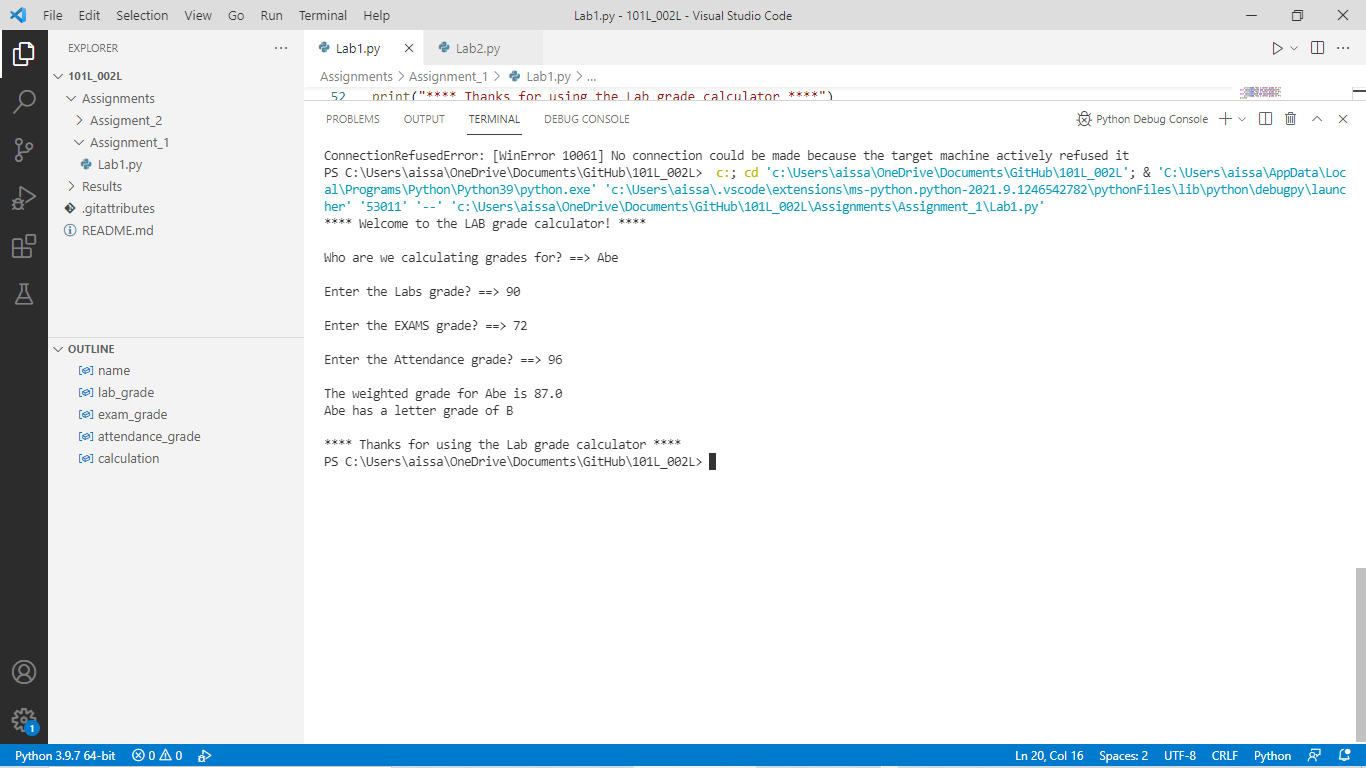 File Edit Selection View Go Run Terminal Help Lab1.py - 101L_002L - Visual Studio Code
EXPLORER
101L_002L
Assignments
Assigment_2
Assignment_1
Lab1.py
Results
.gitattributes
README.md
OUTLINE
name
lab_grade
exam_grade
attendance_grade
calculation
1
Lab1.py Lab2.py
Assignments > Assignment_1 > Lab1.py > ...
52 print("**** Thanks for using the Lab grade calculator ****")
PROBLEMS OUTPUT TERMINAL DEBUG CONSOLE Python Debug Console
ConnectionRefusedError: [WinError 10061] No connection could be made because the target machine actively refused it
PS C:\Users\aissa\OneDrive\Documents\GitHub\101L_002L>  c:; cd 'c:\Users\aissa\OneDrive\Documents\GitHub\101L_002L'; & 'C:\Users\aissa\AppData\Loc
al\Programs\Python\Python39\python.exe' 'c:\Users\aissa\.vscode\extensions\ms-python.python-2021.9.1246542782\pythonFiles\lib\python\debugpy\launc
her' '53011' '--' 'c:\Users\aissa\OneDrive\Documents\GitHub\101L_002L\Assignments\Assignment_1\Lab1.py'
**** Welcome to the LAB grade calculator! ****
Who are we calculating grades for? ==> Abe
Enter the Labs grade? ==> 90
Enter the EXAMS grade? ==> 72
Enter the Attendance grade? ==> 96
The weighted grade for Abe is 87.0
Abe has a letter grade of B
**** Thanks for using the Lab grade calculator ****
PS C:\Users\aissa\OneDrive\Documents\GitHub\101L_002L>
Python 3.9.7 64-bit 0 0 Ln 20, Col 16 Spaces: 2 UTF-8 CRLF Python